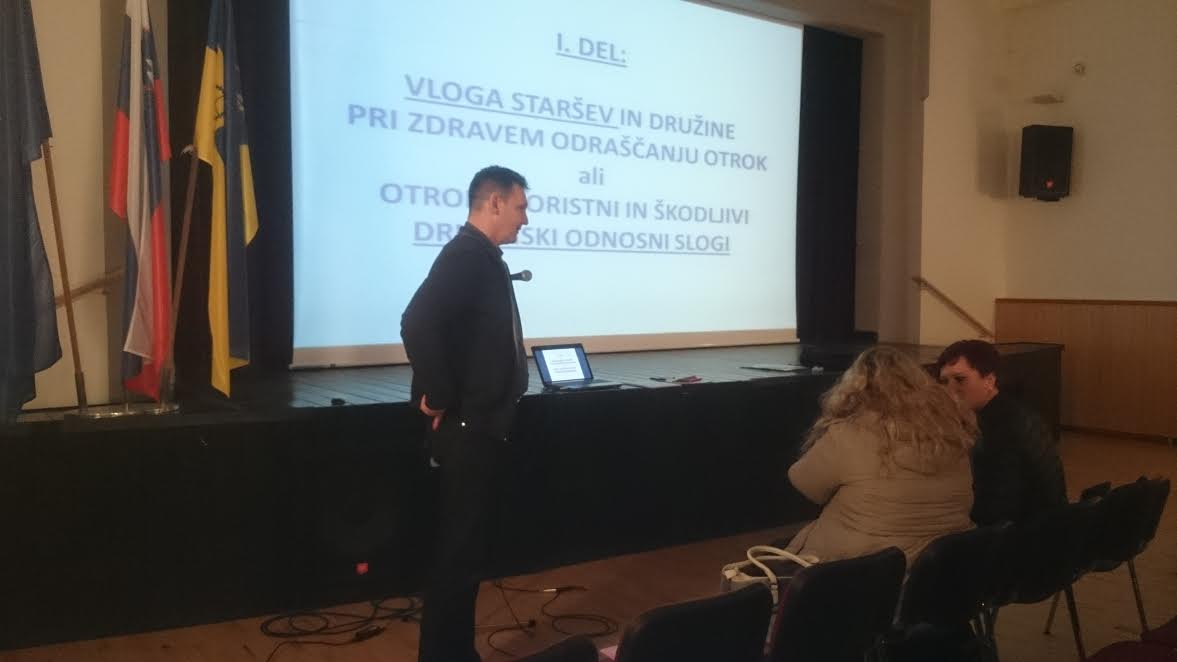 I. DEL:
VLOGA STARŠEV IN DRUŽINE
PRI ZDRAVEM ODRAŠČANJU OTROK
ali
IN ŠKODLJIVI
ODNOSNI SLOGI